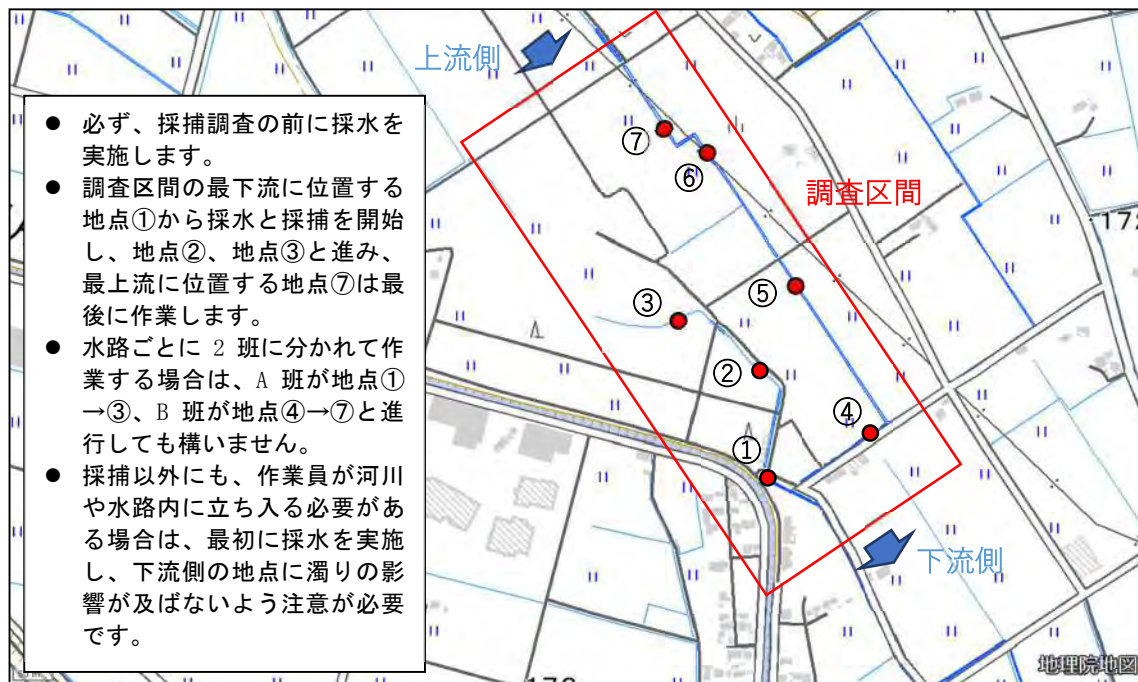 上流側
● 必ず、採捕調査の前に採水を
実施します。
● 調査区間の最下流に位置する
地点①から採水と採捕を開始
し、地点②、地点③と進み、
最上流に位置する地点⑦は最
後に作業します。
● 水路ごとに 2 班に分かれて作
業する場合は、A 班が地点①
→③、B 班が地点④→⑦と進
行しても構いません。
● 採捕以外にも、作業員が河川
や水路内に立ち入る必要があ
る場合は、最初に採水を実施
し、下流側の地点に濁りの影
響が及ばないよう注意が必要
です。
⑦
⑥
調査区間
⑤
③
②
④
①
下流側
地理院地図